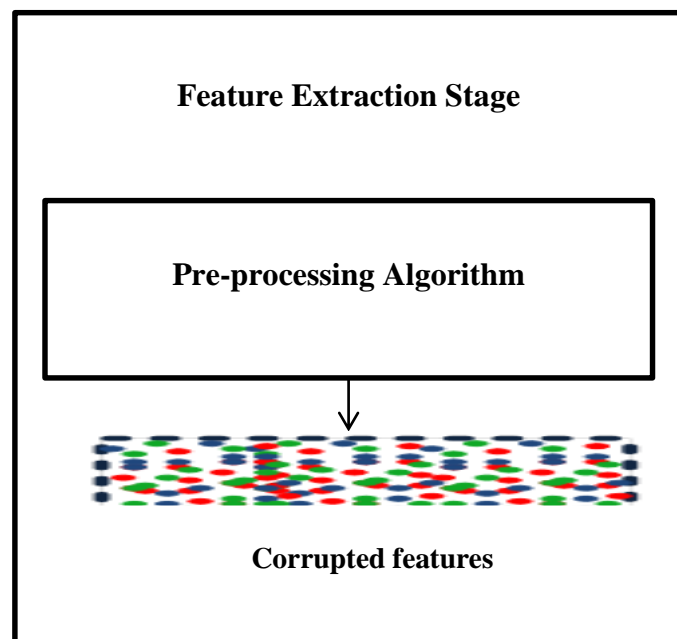 Feature Extraction Stage
Pre-processing Algorithm
Corrupted features